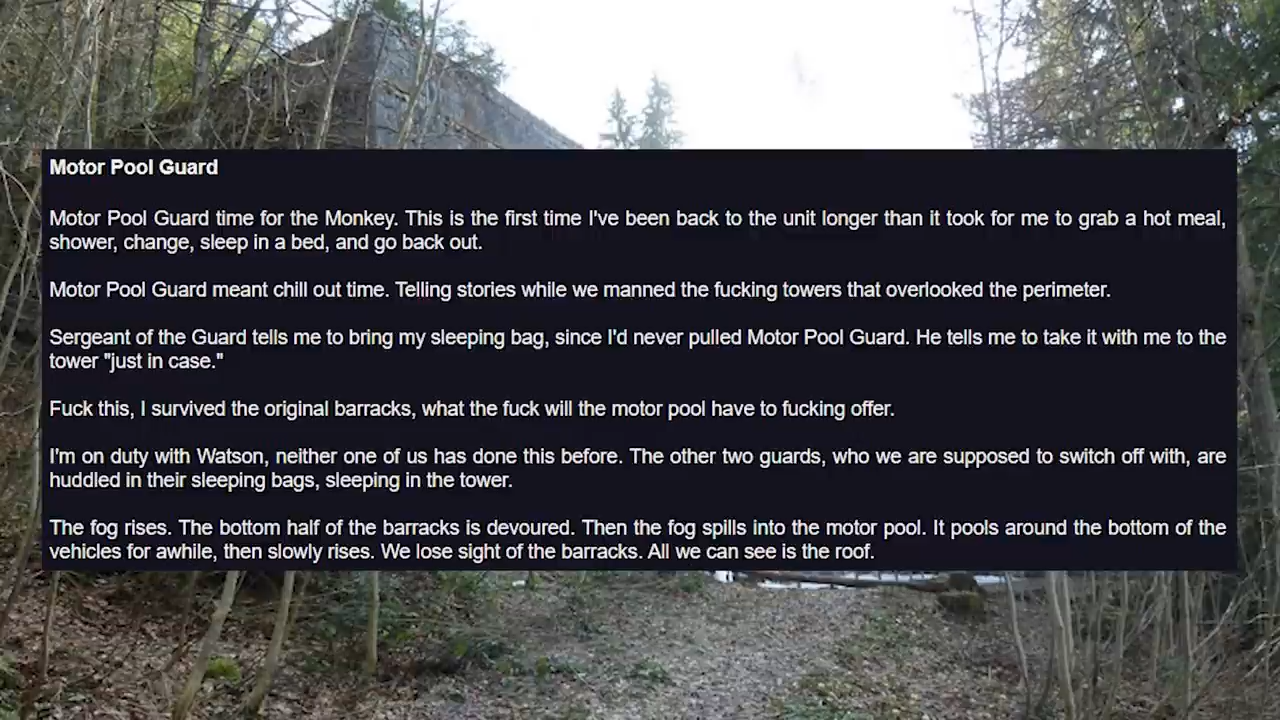 Motor Pool Guard
Motor Pool Guard time for the Monkey. This is the first time I've been back to the unit longer than it took for me to grab a hot meal,
shower, change, sleep in a bed, and go back out.
Motor Pool Guard meant chill out time. Telling stories while we manned the fucking towers that overlooked the perimeter.
Sergeant of the Guard tells me to bring my sleeping bag, since I'd never pulled Motor Pool Guard. He tells me to take it with me to the
tower "just in case."
Fuck this, I survived the original barracks, what the fuck will the motor pool have to fucking offer.
I'm on duty with Watson, neither one of us has done this before. The other two guards, who we are supposed to switch off with, are
huddled in their sleeping bags, sleeping in the tower.
The fog rises. The bottom half of the barracks is devoured. Then the fog spills into the motor pool. It pools around the bottom of the
vehicles for awhile, then slowly rises. We lose sight of the barracks. All we can see is the roof.